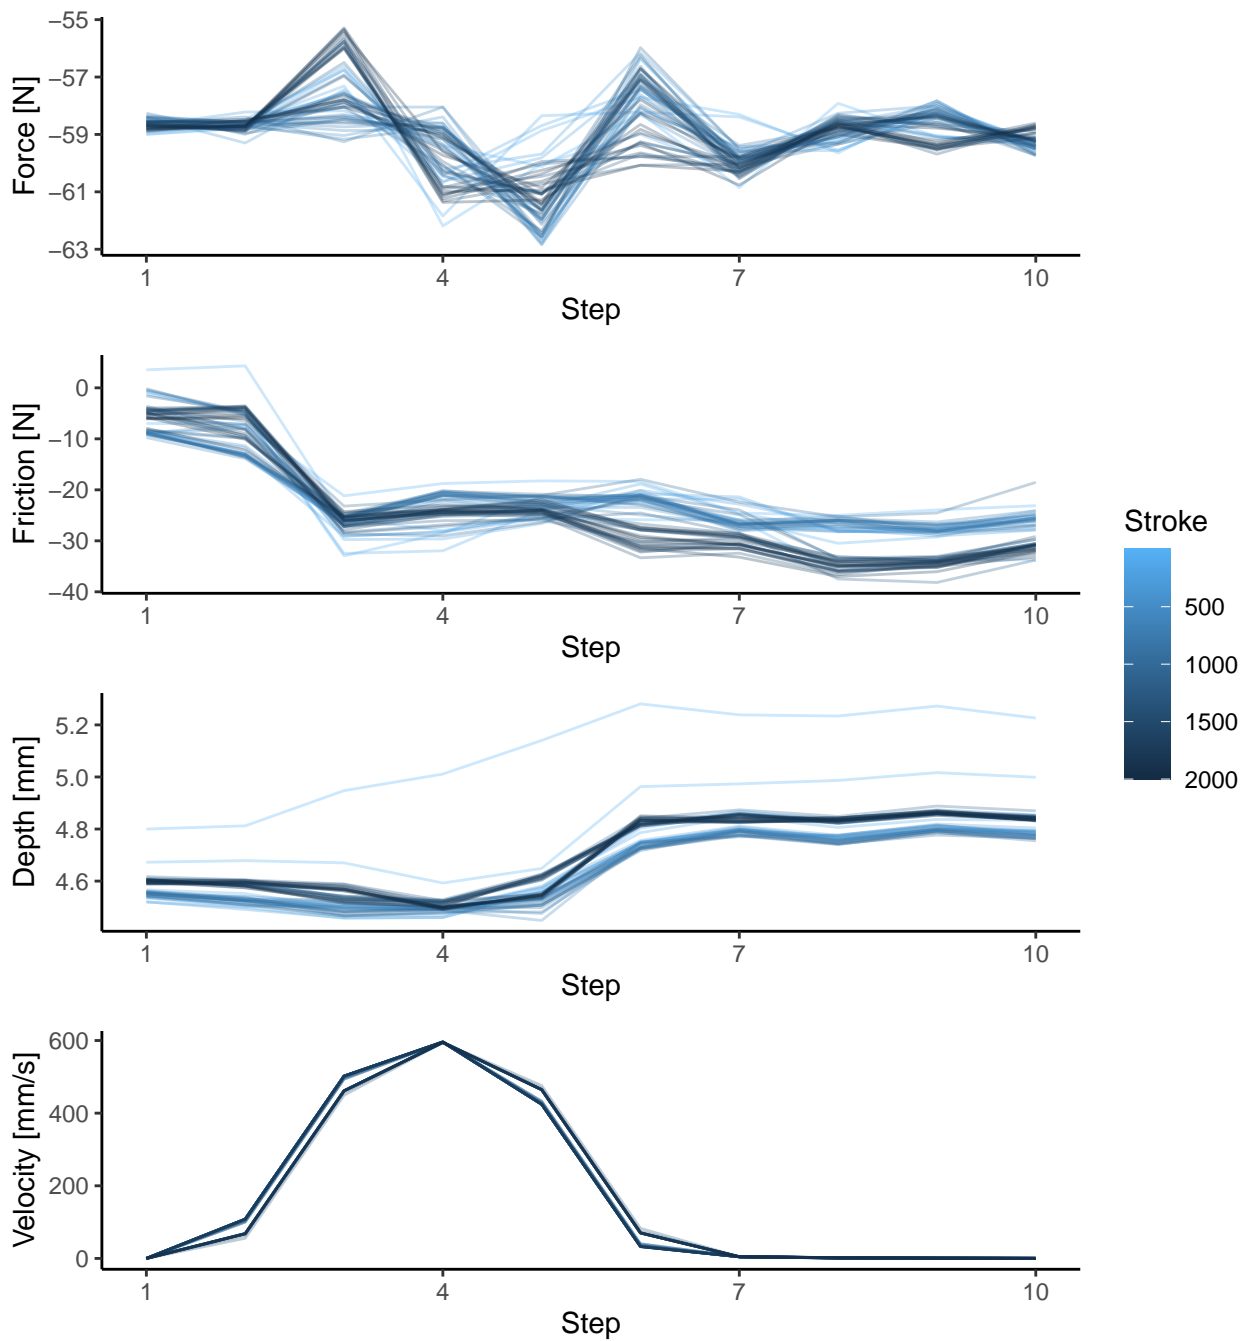 Force [N]
−55
−57
−59
−61
−63
1 4 7 10
Step
Friction [N]
0
−10
−20
−30
−40
1 4 7 10
Step
Depth [mm]
5.2
5.0
4.8
4.6
1 4 7 10
Step
Velocity [mm/s]
600
400
200
0
1 4 7 10
Step
Stroke
500
1000
1500
2000